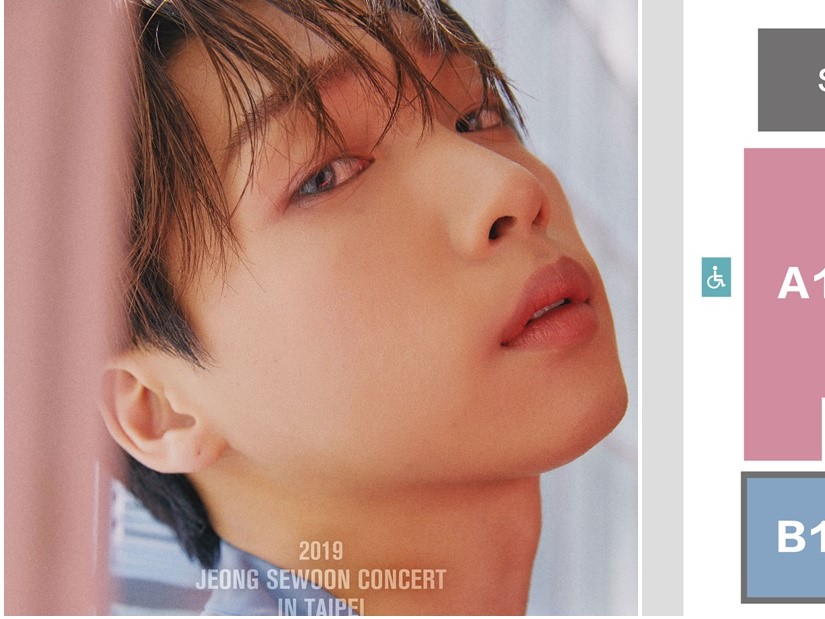 2019
JEONG SEWOON CONCERT
IN TAIPEI
S
A1
B1